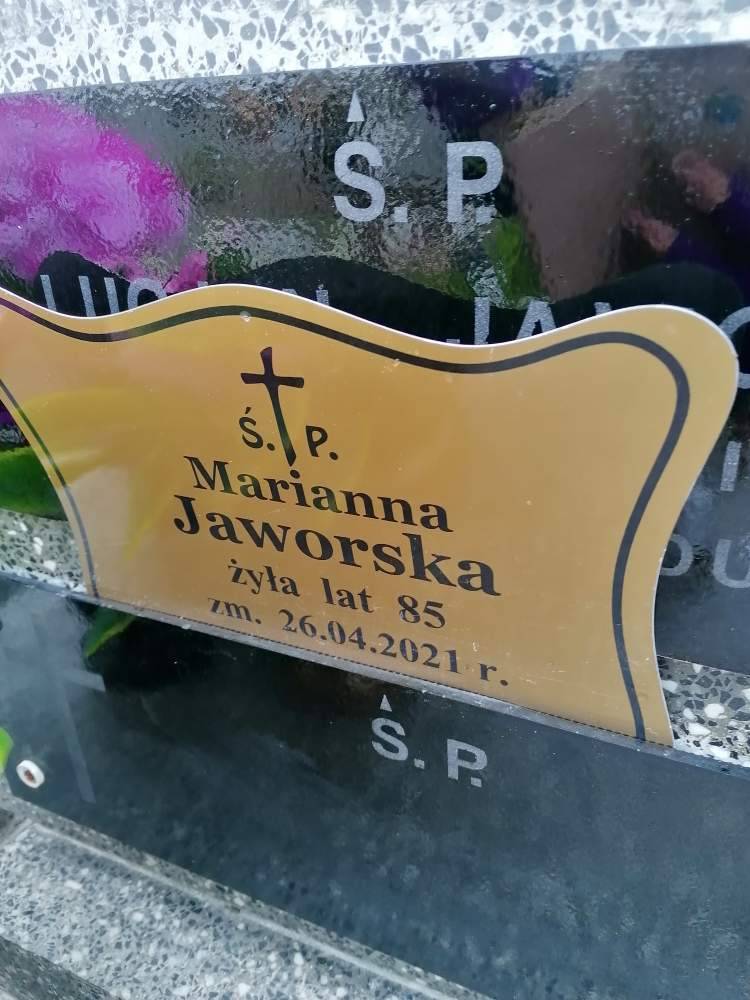 Ś. P.
Ś. P.
Marianna
Jaworska
żyła lat 85
zm. 26.04.2021 r.
Ś. P.